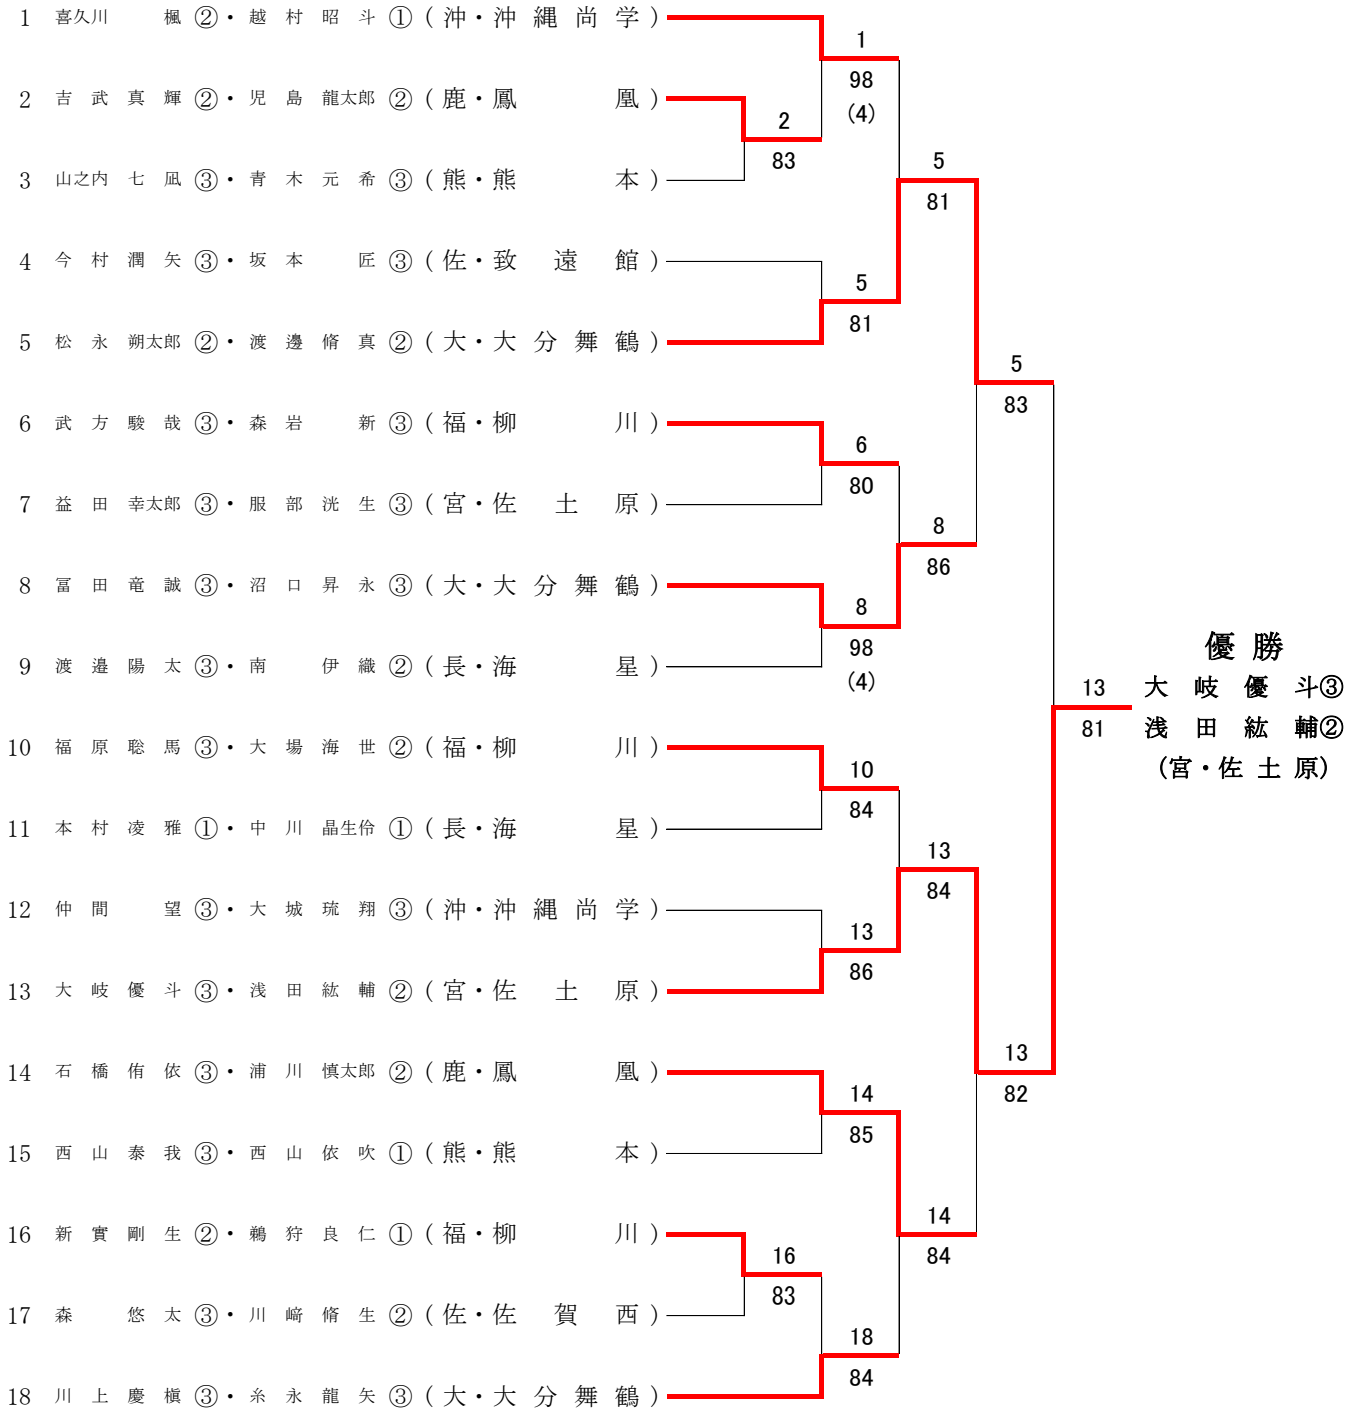 1 喜久川 楓 ②・越村昭斗 ① (沖・沖縄尚学)
1
98
(4)
2 吉武真輝 ②・児島龍太郎 ② (鹿・鳳凰)
2
83
3 山之内七凪 ③・青木元希 ③ (熊・熊本)
5
81
4 今村潤矢 ③・坂本 匠 ③ (佐・致遠館)
5
81
5 松永朔太郎 ②・渡邊脩真 ② (大・大分舞鶴)
5
83
6 武方駿哉 ③・森岩 新 ③ (福・柳川)
6
80
7 益田幸太郎 ③・服部洸生 ③ (宮・佐土原)
8
86
8 冨田竜誠 ③・沼口昇永 ③ (大・大分舞鶴)
8
98
(4)
9 渡邉陽太 ③・南 伊織 ② (長・海星)
優勝
13 大岐優斗③
81 浅田紘輔②
(宮・佐土原)
10 福原聡馬 ③・大場海世 ② (福・柳川)
10
84
11 本村凌雅 ①・中川晶生伶 ① (長・海星)
13
84
12 仲間 望 ③・大城琉翔 ③ (沖・沖縄尚学)
13
86
13 大岐優斗 ③・浅田紘輔 ② (宮・佐土原)
13
82
14 石橋侑依 ③・浦川慎太郎 ② (鹿・鳳凰)
14
85
15 西山泰我 ③・西山依吹 ① (熊・熊本)
14
84
16 新實剛生 ②・鵜狩良仁 ① (福・柳川)
16
83
17 森 悠太 ③・川﨑脩生 ② (佐・佐賀西)
18
84
18 川上慶槇 ③・糸永龍矢 ③ (大・大分舞鶴)